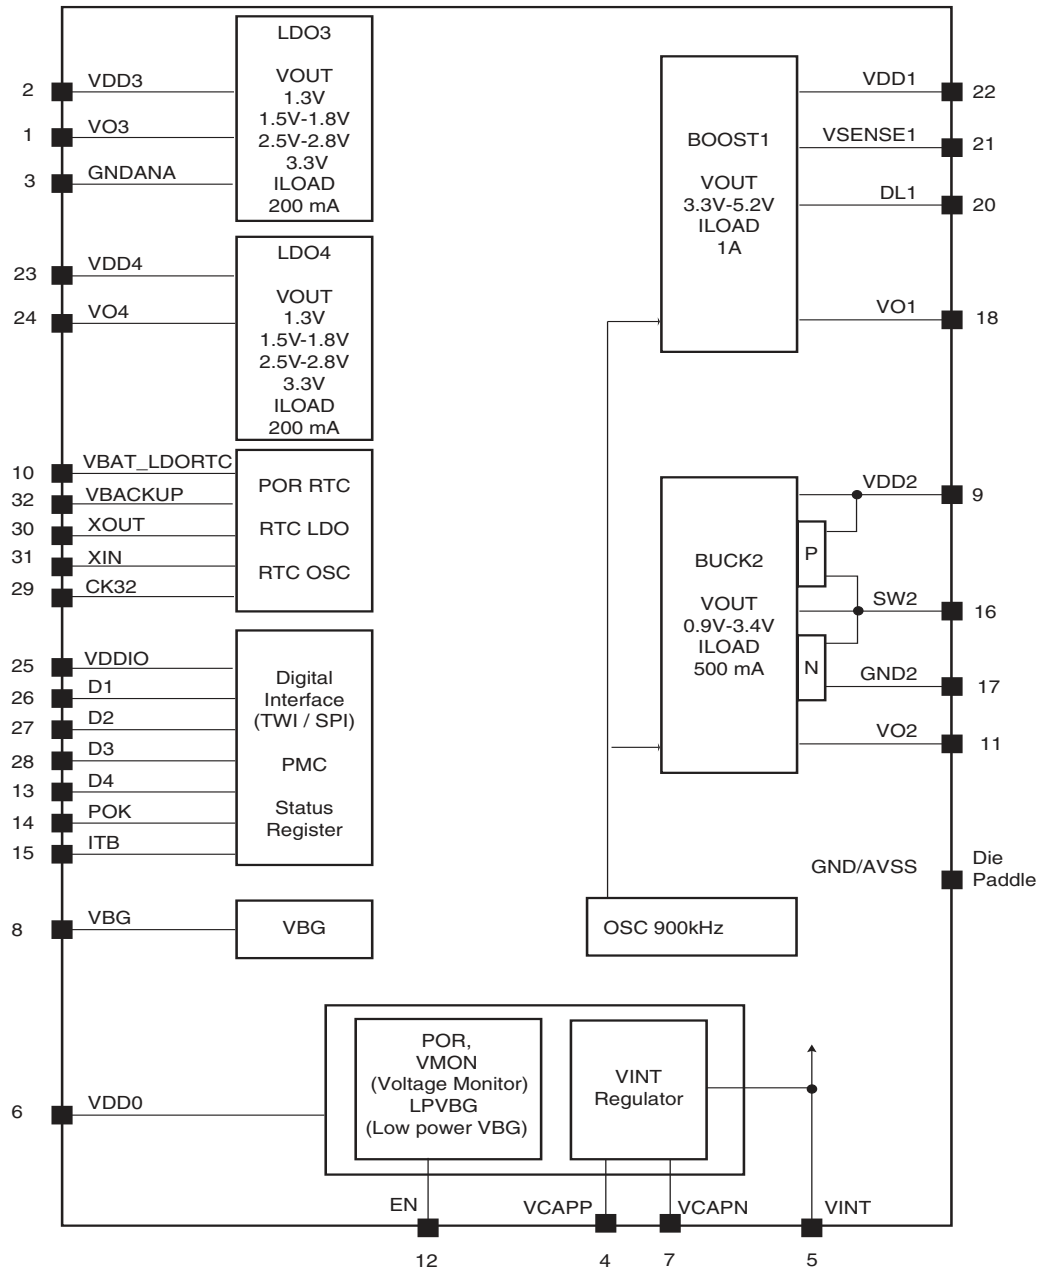 LDO3
VOUT
1.3V
1.5V-1.8V
2.5V-2.8V
3.3V
ILOAD
200 mA
2
VDD3
1
VO3
3
GNDANA
LDO4
VOUT
1.3V
1.5V-1.8V
2.5V-2.8V
3.3V
ILOAD
200 mA
23
VDD4
24
VO4
10
VBAT_LDORTC
32
VBACKUP
30
XOUT
31
XIN
29
CK32
POR RTC
RTC LDO
RTC OSC
25
VDDIO
26
D1
27
D2
28
D3
13
D4
14
POK
15
ITB
Digital
Interface
(TWI / SPI)
PMC
Status
Register
8
VBG
VBG
BOOST1
VOUT
3.3V-5.2V
ILOAD
1A
VDD1
22
VSENSE1
21
DL1
20
VO1
18
BUCK2
VOUT
0.9V-3.4V
ILOAD
500 mA
P
N
VDD2
9
SW2
16
GND2
17
VO2
11
GND/AVSS
Die
Paddle
OSC 900kHz
6
VDD0
POR,
VMON
(Voltage Monitor)
LPVBG
(Low power VBG)
VINT
Regulator
EN
VCAPP
VCAPN
VINT
12
4
7
5